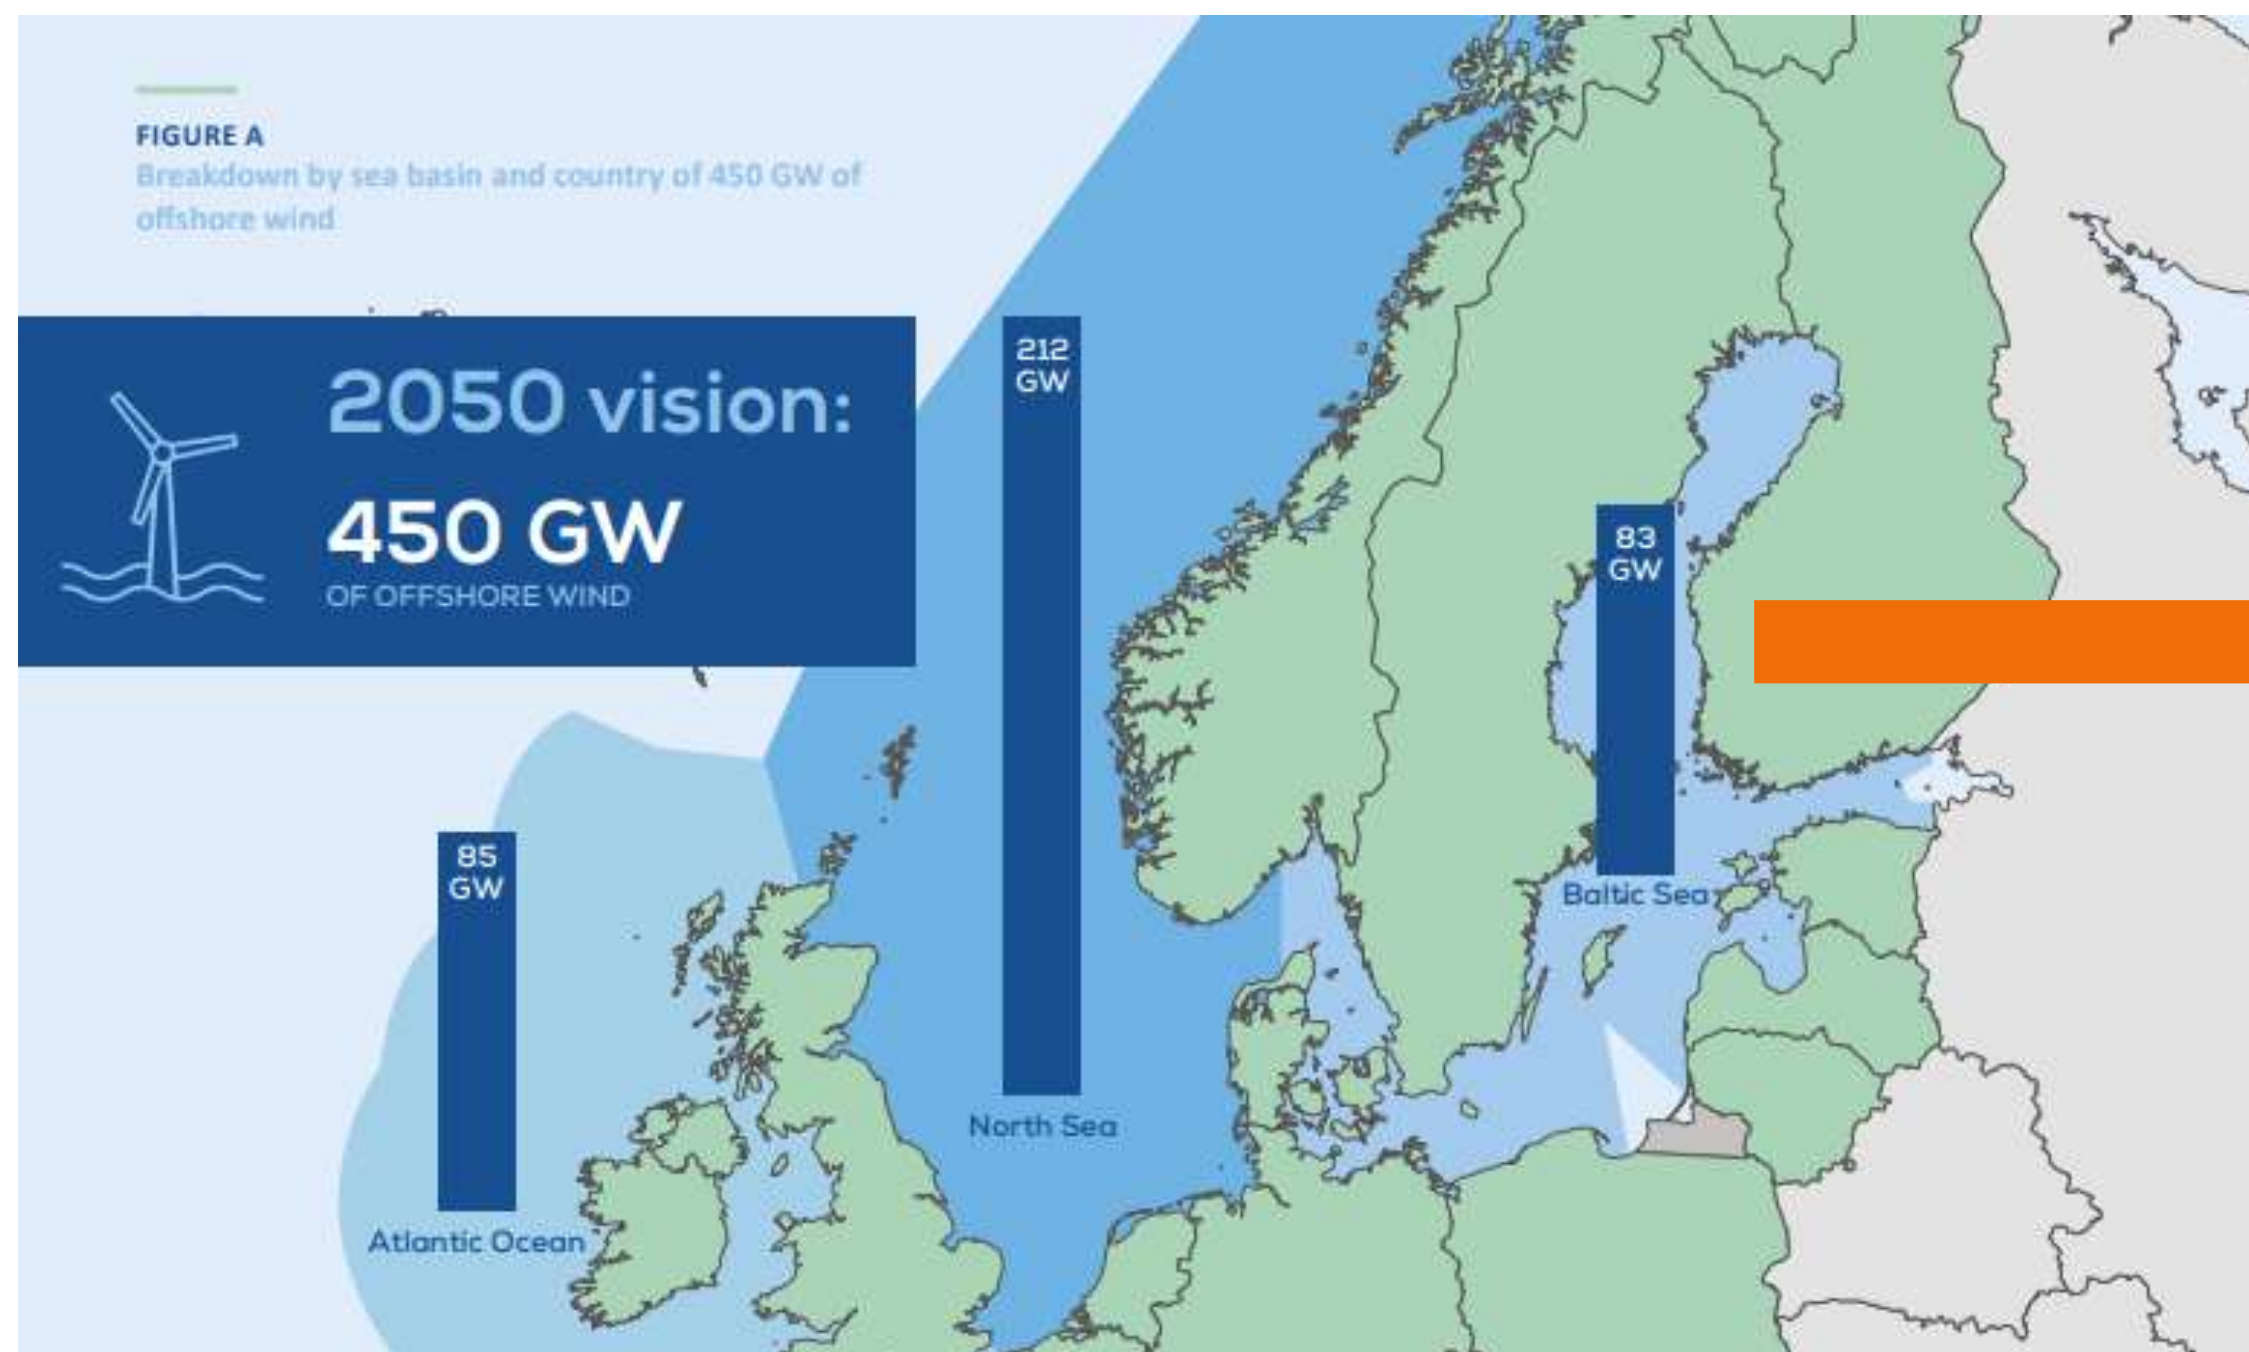 FIGURE A
Breakdown by sea basin and country of 450 GW of
offshore wind
2050 vision:
450 GW
OF OFFSHORE WIND
212
GW
83
GW
85
GW
Baltic Sea
North Sea
Atlantic Ocean